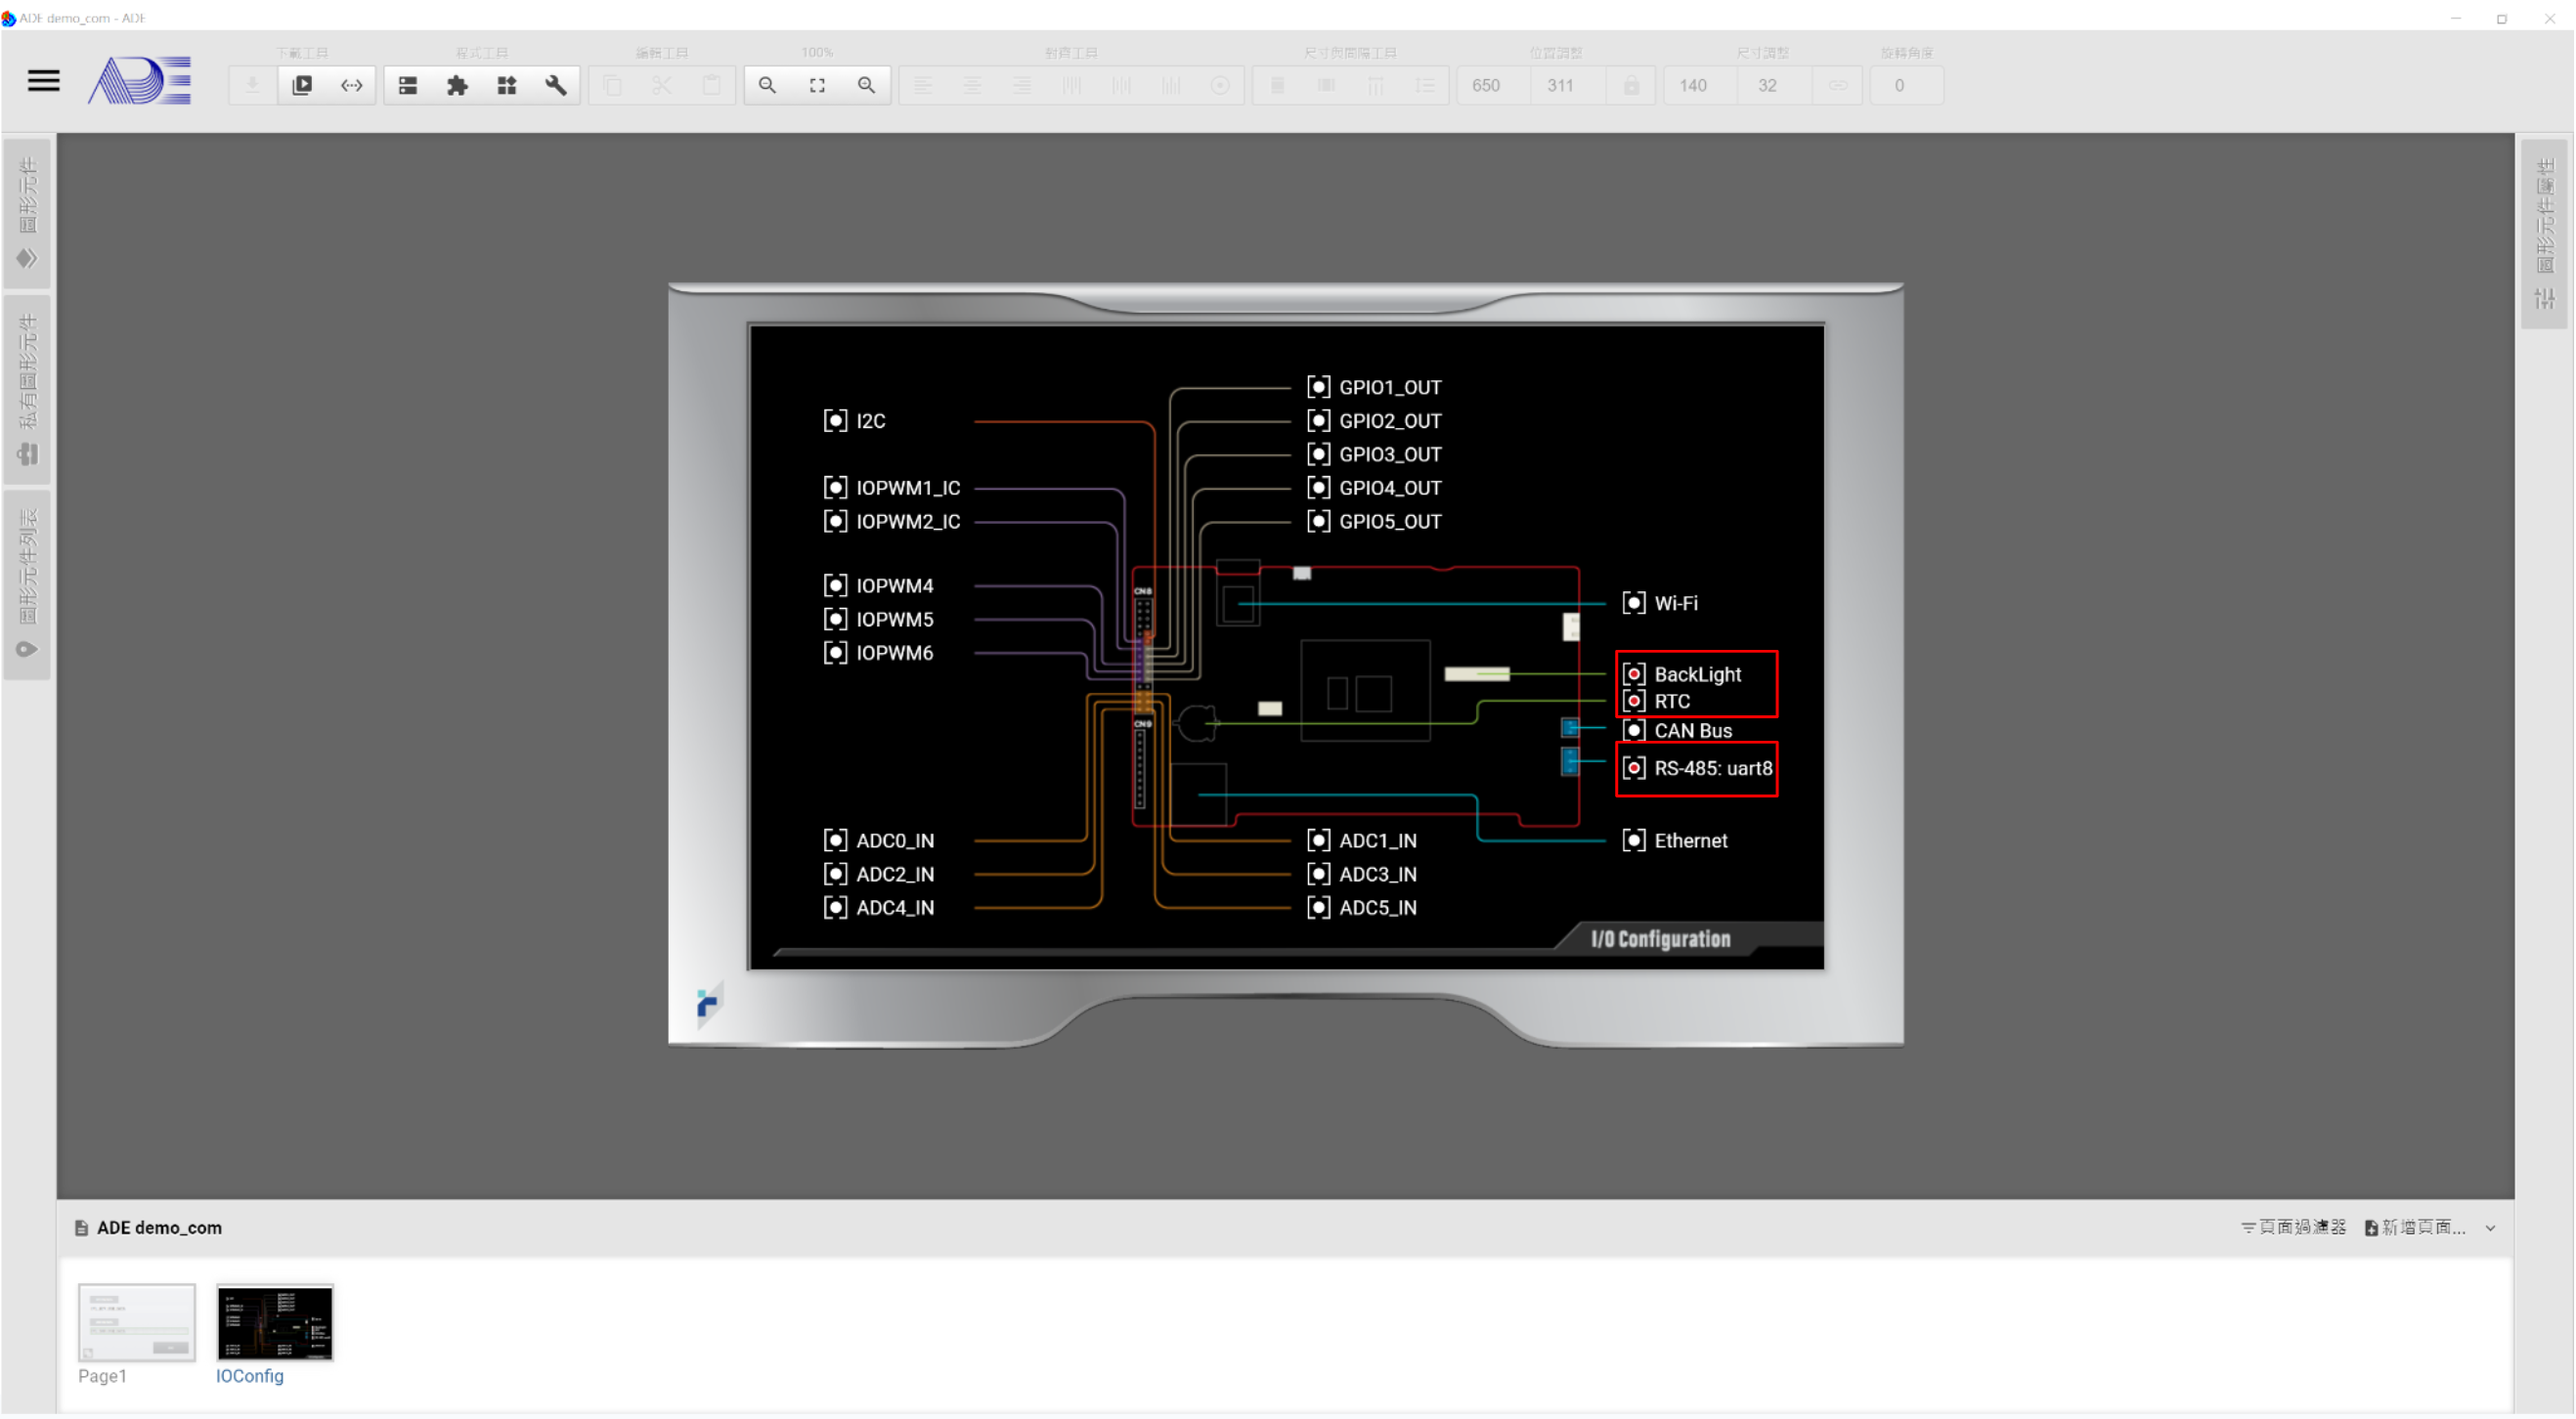 ADE demo_com - ADE
下載工具
程式工具
編輯工具
100%
對齊工具
尺寸與間隔工具
位置調整
尺寸調整
旋轉角度
ADE
650
311
140
32
0
圖形元件
私有圖形元件
圖形元件列表
圖形元件屬性
I2C
IOPWM1_IC
IOPWM2_IC
IOPWM4
IOPWM5
IOPWM6
GPIO1_OUT
GPIO2_OUT
GPIO3_OUT
GPIO4_OUT
GPIO5_OUT
CN8
CN9
Wi-Fi
BackLight
RTC
CAN Bus
RS-485: uart8
Ethernet
ADC0_IN
ADC2_IN
ADC4_IN
ADC1_IN
ADC3_IN
ADC5_IN
I/O Configuration
ADE demo_com
頁面過濾器
新增頁面...
Page1
IOConfig